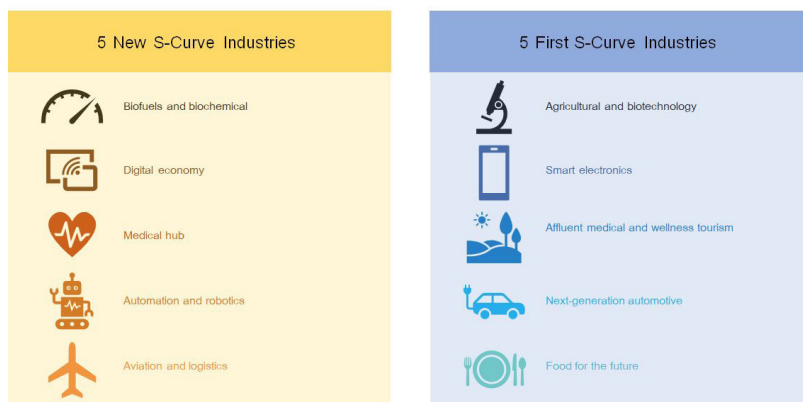 5 New S-Curve Industries
Biofuels and biochemical
Digital economy
Medical hub
Automation and robotics
Aviation and logistics
5 First S-Curve Industries
Agricultural and biotechnology
Smart electronics
Affluent medical and wellness tourism
Next-generation automotive
Food for the future